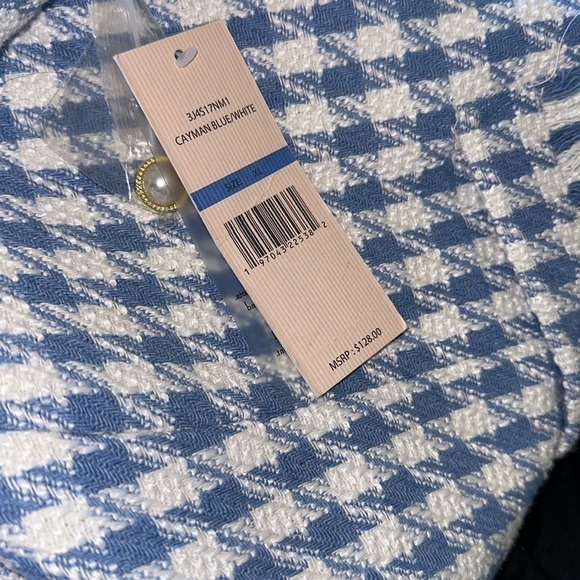 3J4S17NM1
CAYMAN BLUE/WHITE
SIZE XL
1 97043 22538 2
MSRP : $128.00